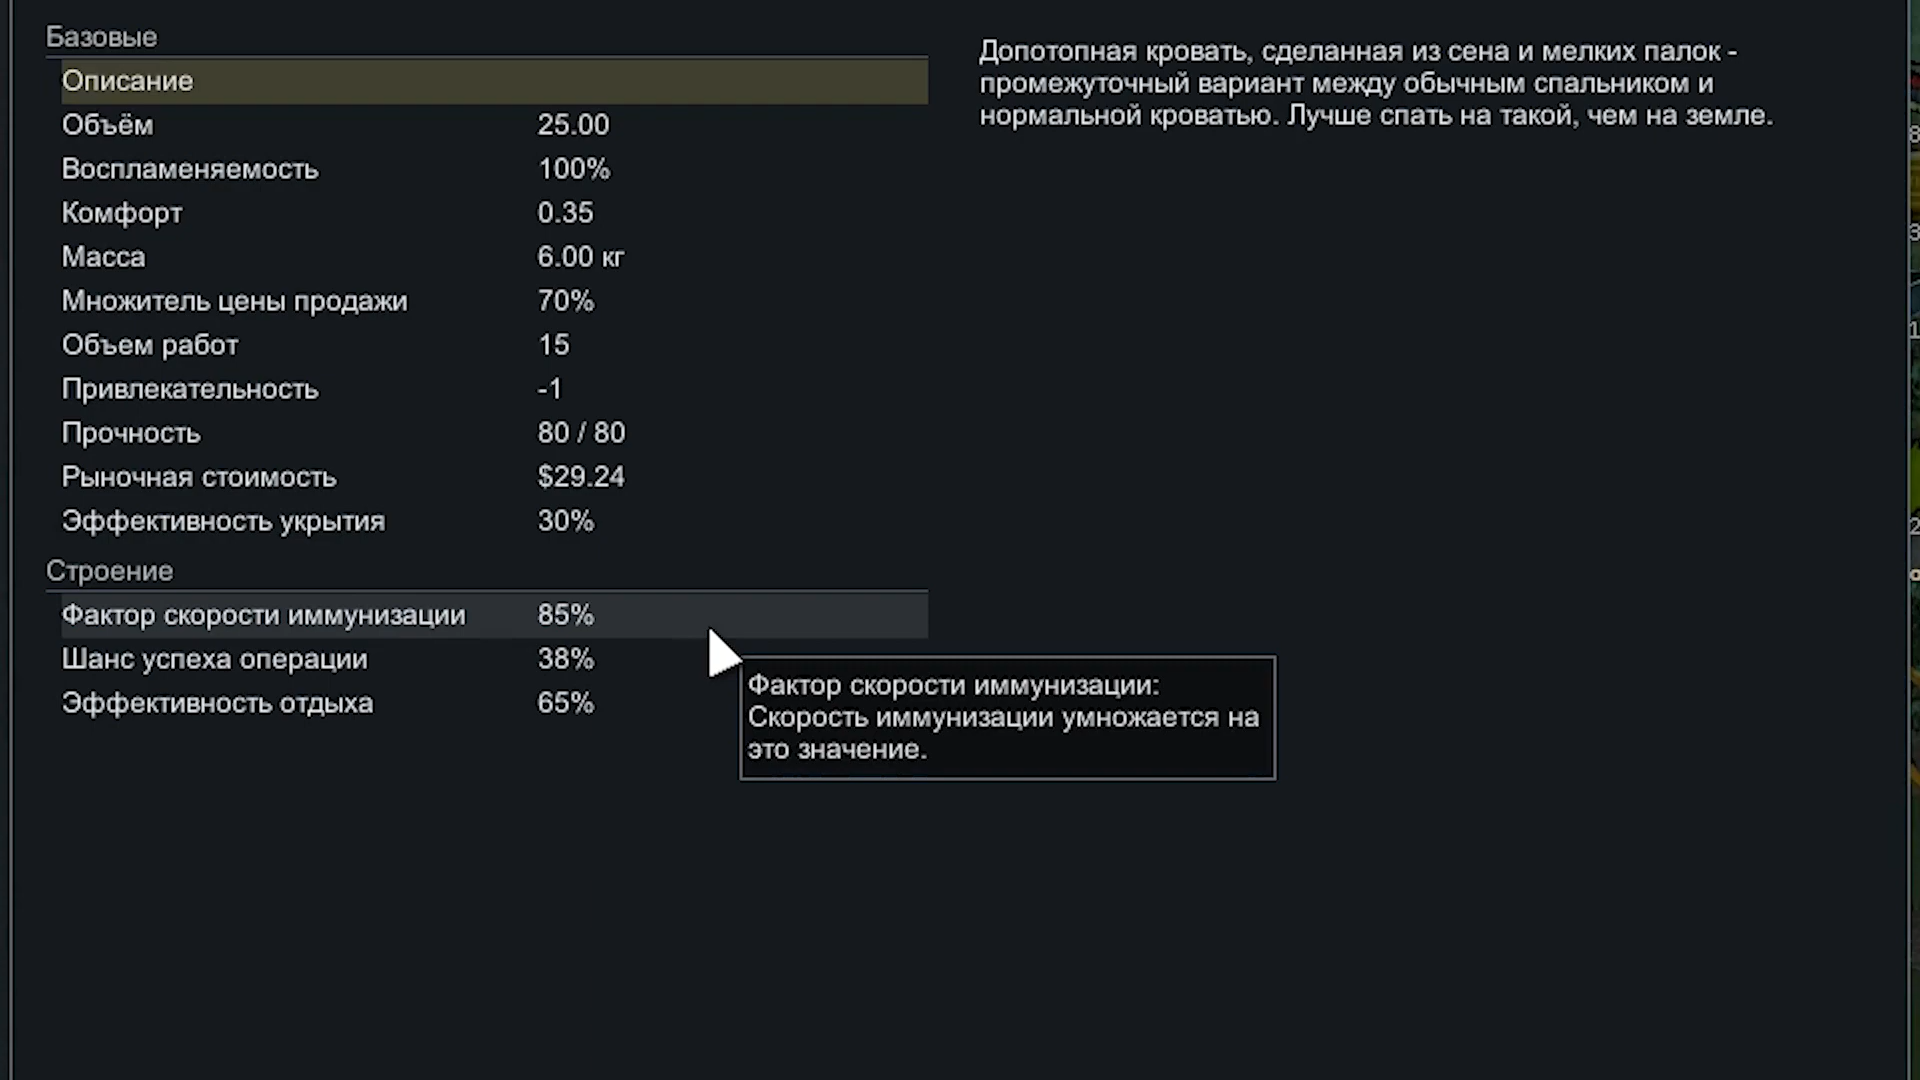 Базовые
Описание
Объём 25.00
Воспламеняемость 100%
Комфорт 0.35
Масса 6.00 кг
Множитель цены продажи 70%
Объем работ 15
Привлекательность -1
Прочность 80 / 80
Рыночная стоимость $29.24
Эффективность укрытия 30%
Строение
Фактор скорости иммунизации 85%
Шанс успеха операции 38%
Эффективность отдыха 65%
Допотопная кровать, сделанная из сена и мелких палок -
промежуточный вариант между обычным спальником и
нормальной кроватью. Лучше спать на такой, чем на земле.
Фактор скорости иммунизации:
Скорость иммунизации умножается на
это значение.